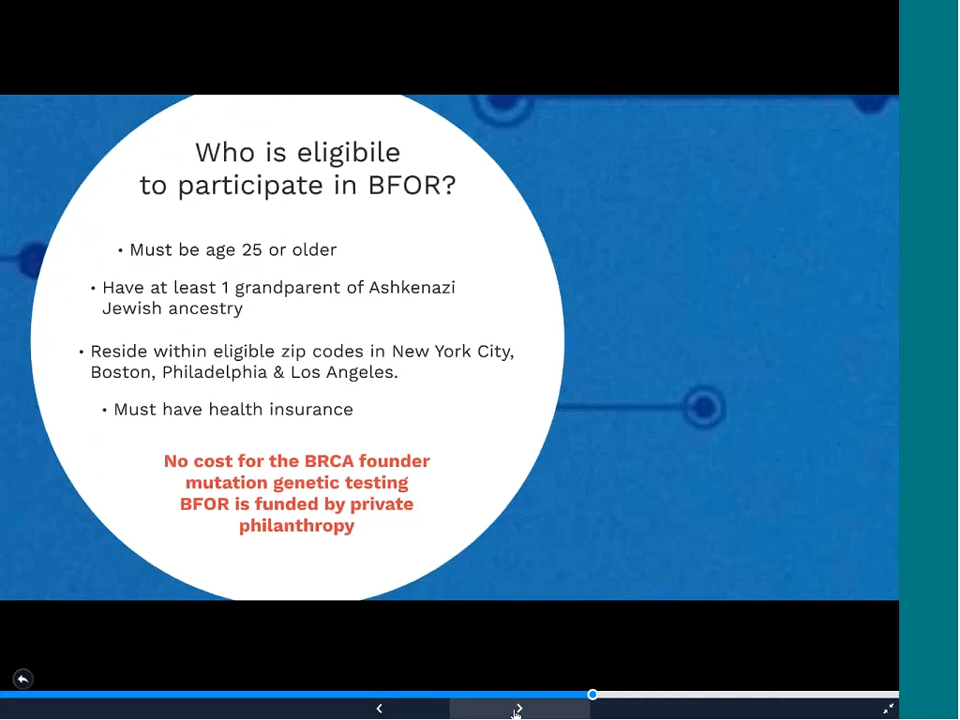 Who is eligibile
to participate in BFOR?
• Must be age 25 or older
• Have at least 1 grandparent of Ashkenazi
Jewish ancestry
• Reside within eligible zip codes in New York City,
Boston, Philadelphia & Los Angeles.
• Must have health insurance
No cost for the BRCA founder
mutation genetic testing
BFOR is funded by private
philanthropy